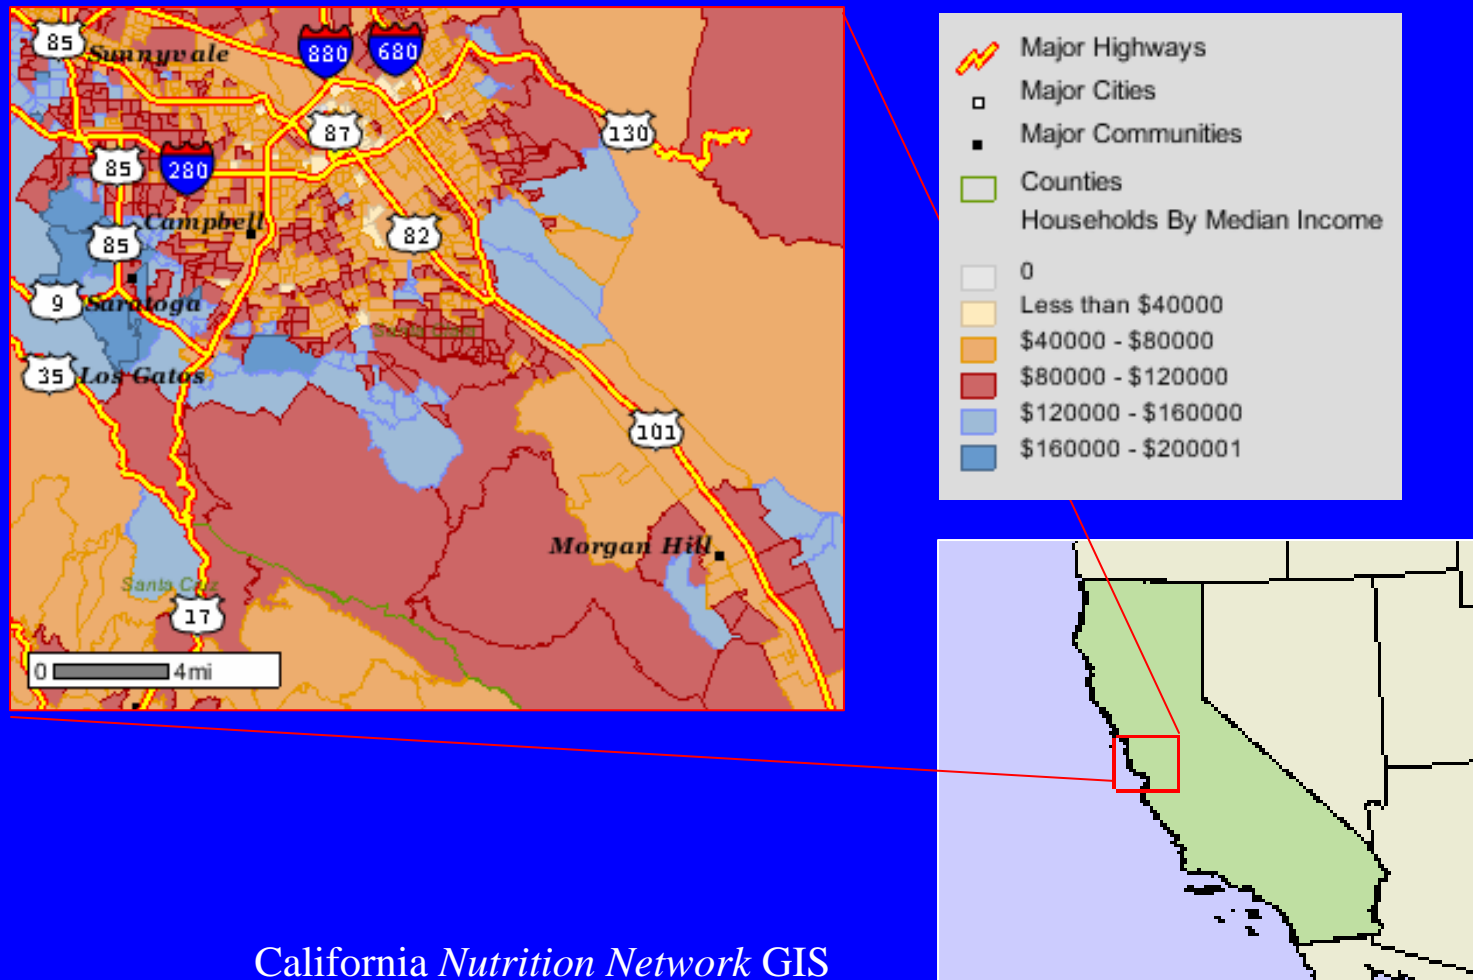 85
Sunnyvale
880
680
87
130
85
280
Campbell
85
82
9
Saratoga
Santa Clara
35
Los Gatos
101
Morgan Hill
Santa Cruz
17
0 4mi
Major Highways
Major Cities
Major Communities
Counties
Households By Median Income
0
Less than $40000
$40000 - $80000
$80000 - $120000
$120000 - $160000
$160000 - $200001
California Nutrition Network GIS